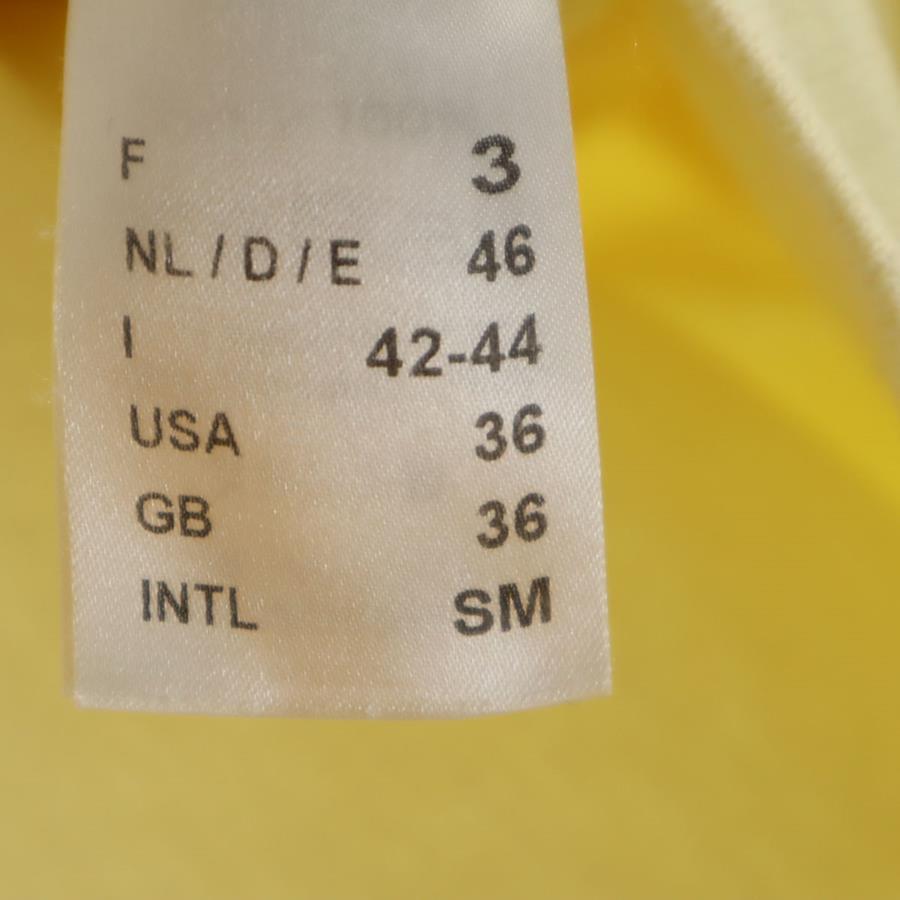 F 3
NL / D / E 46
I 42-44
USA 36
GB 36
INTL SM